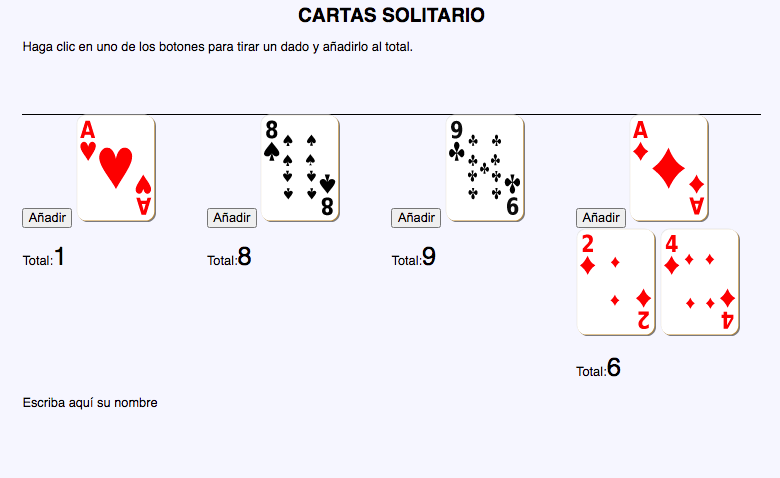 CARTAS SOLITARIO
Haga clic en uno de los botones para tirar un dado y añadirlo al total.
A
A
8
8
9
9
A
A
Añadir
Añadir
Añadir
Añadir
Total:1
Total:8
Total:9
2
2
4
4
Total:6
Escriba aquí su nombre